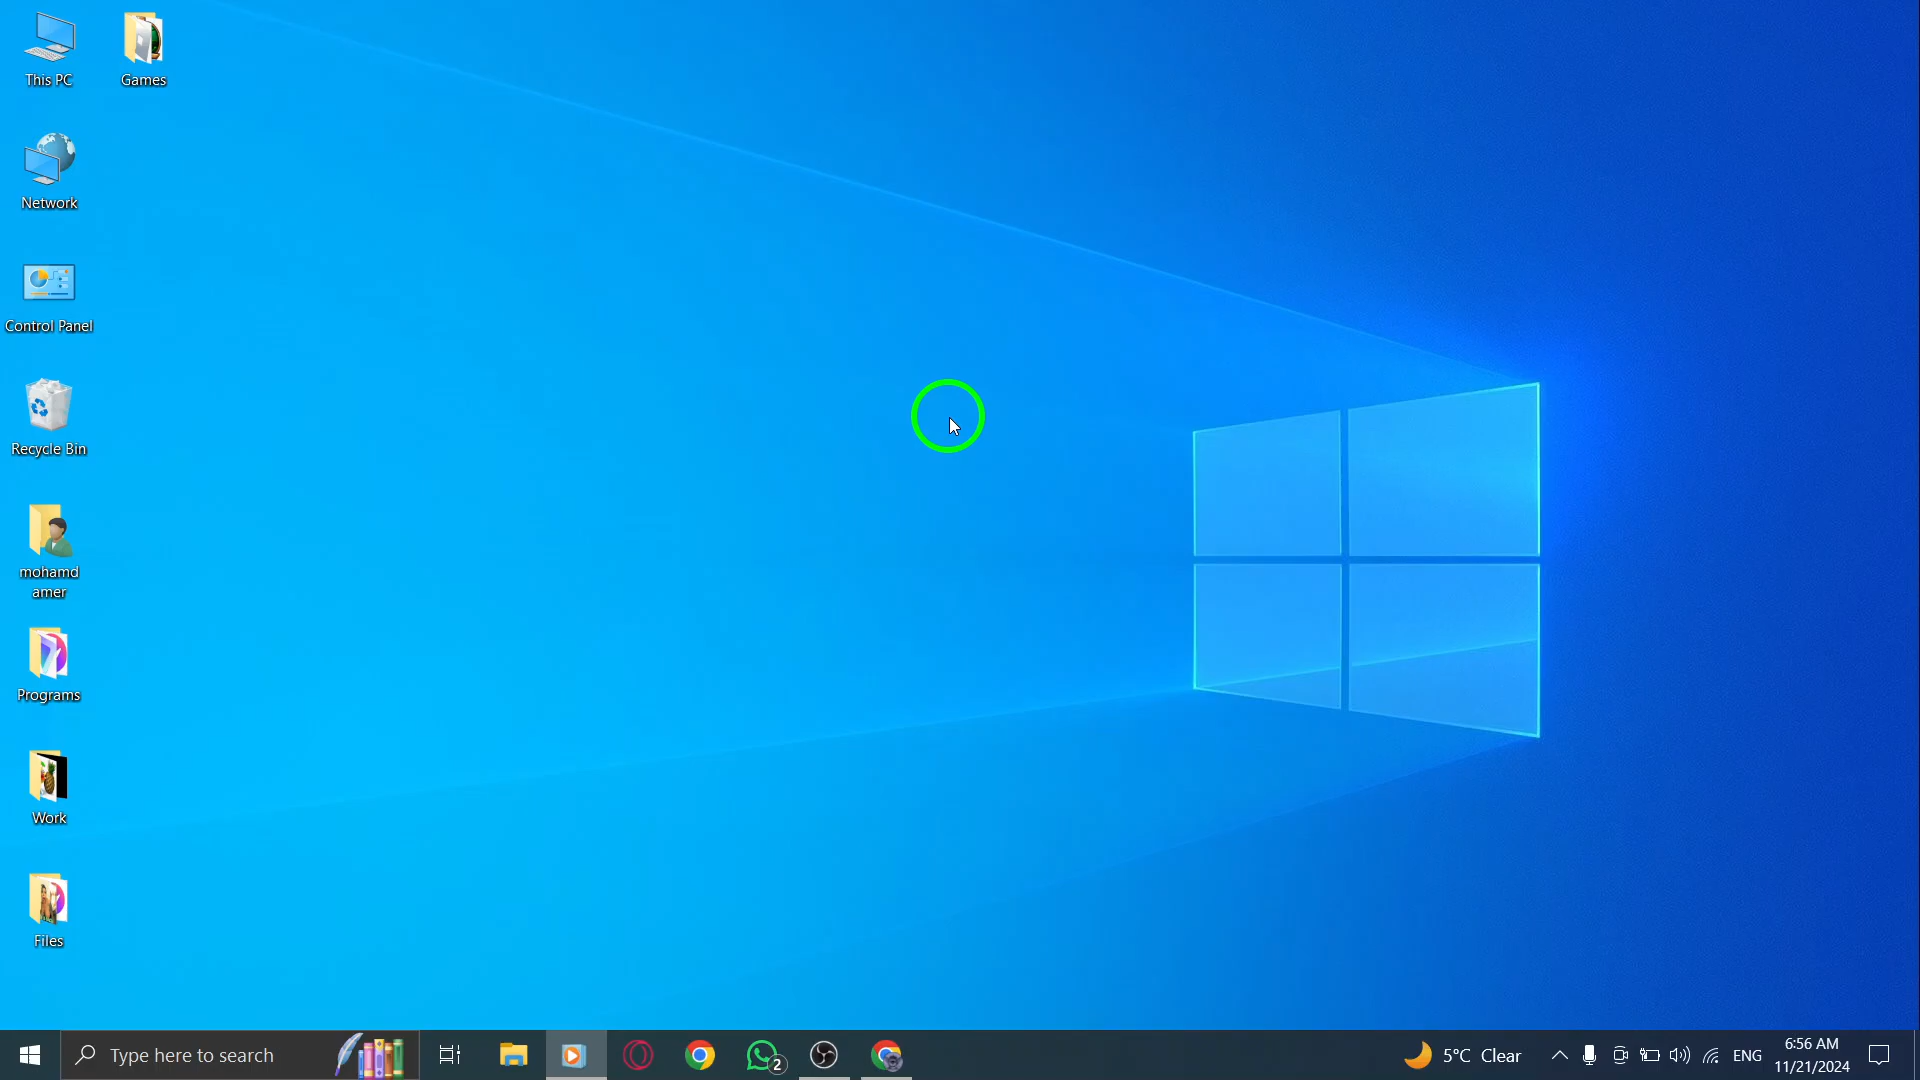 This PC
Games
Network
Control Panel
Recycle Bin
mohamd
amer
Programs
Work
Files
Type here to search
2
5°C Clear
ENG
6:56 AM
11/21/2024